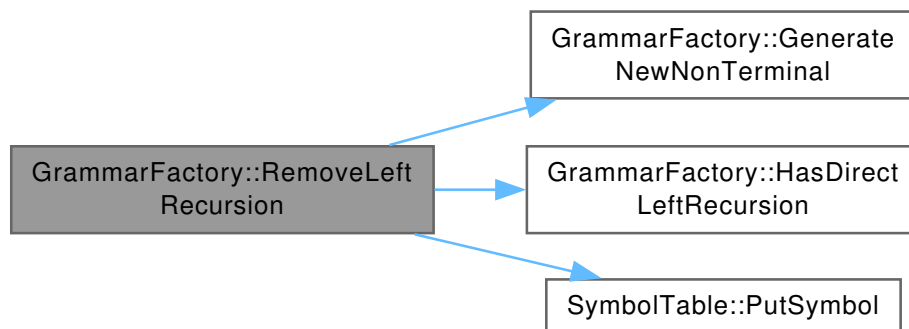 GrammarFactory::RemoveLeft
Recursion
GrammarFactory::Generate
NewNonTerminal
GrammarFactory::HasDirect
LeftRecursion
SymbolTable::PutSymbol